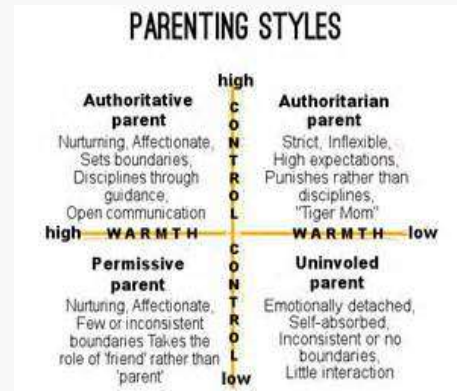 PARENTING STYLES
high
Authoritative
parent
Nurturing, Affectionate,
Sets boundaries,
Disciplines through
guidance,
Open communication
CONTROL
Authoritarian
parent
Strict, Inflexible,
High expectations,
Punishes rather than
disciplines,
"Tiger Mom"
high WARMTH WARMTH low
Permissive
parent
Nurturing, Affectionate,
Few or inconsistent
boundaries Takes the
role of 'friend' rather than
'parent'
CONTROL
Uninvoled
parent
Emotionally detached,
Self-absorbed,
Inconsistent or no
boundaries,
Little interaction
low